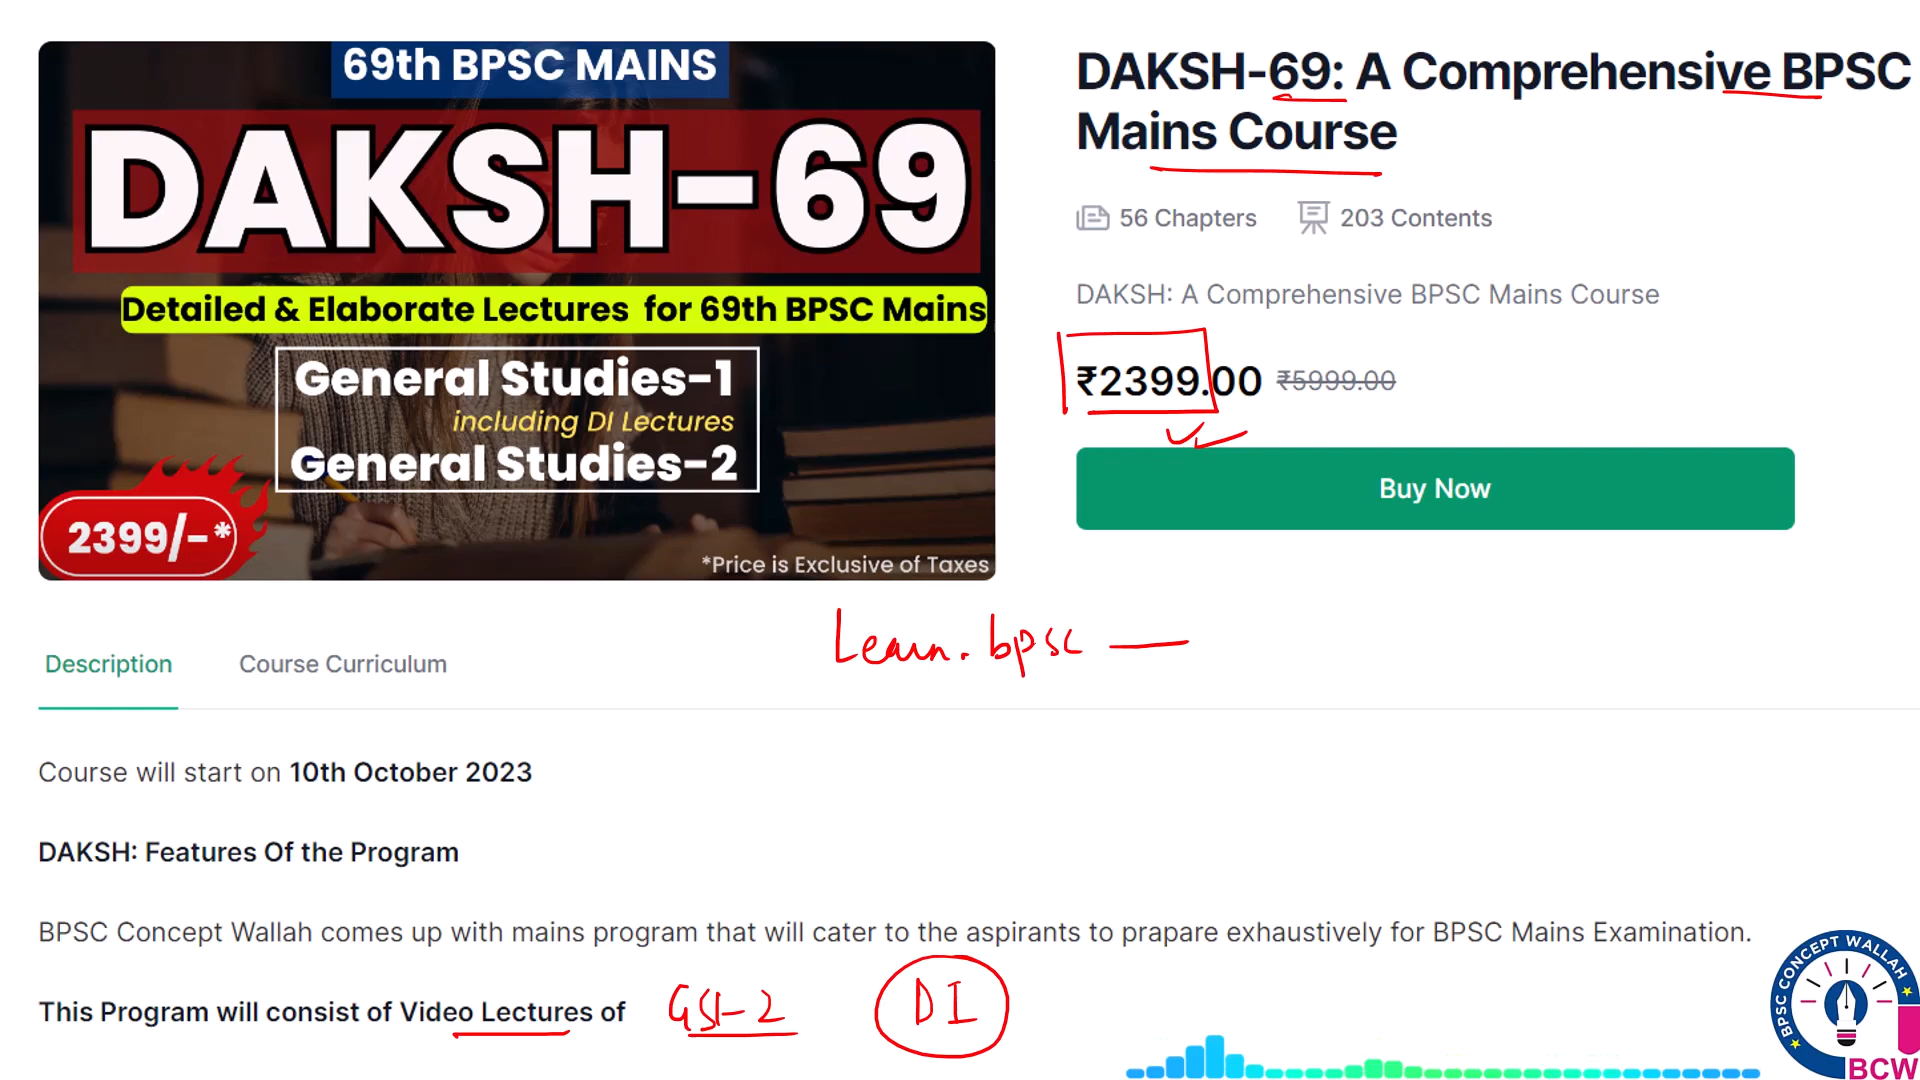 69th BPSC MAINS
DAKSH-69
Detailed & Elaborate Lectures for 69th BPSC Mains
General Studies-1
including DI Lectures
General Studies-2
2399/-*
*Price is Exclusive of Taxes
DAKSH-69: A Comprehensive BPSC
Mains Course
56 Chapters 203 Contents
DAKSH: A Comprehensive BPSC Mains Course
₹2399.00 ₹5999.00
Buy Now
Learn. bpsc
Description Course Curriculum
Course will start on 10th October 2023
DAKSH: Features Of the Program
BPSC Concept Wallah comes up with mains program that will cater to the aspirants to prapare exhaustively for BPSC Mains Examination.
This Program will consist of Video Lectures of
DI
BPSC CONCEPT WALLAH
BCW